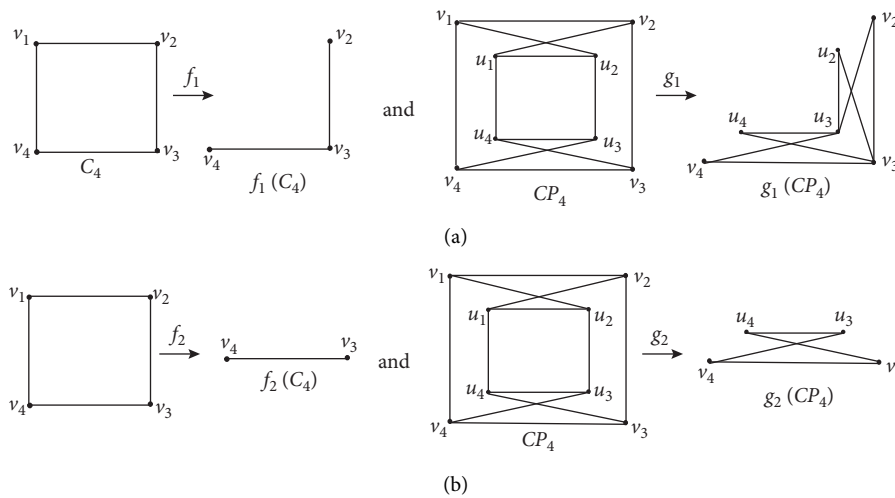 v1 v2 f1 v2 v1 v2 g1 v2
u1 u2 u2
and
u4 u3 u4 u3
v4 C4 v3 v4 v3 v4 v3 v4 v3
f1 (C4) CP4 g1 (CP4)
(a)
v1 v2 f2 v4 v3 v1 v2 g2
u1 u2 u4 u3
f2 (C4) and v4 v
u4 u3
v4 v3 v4 CP4 v3 g2 (CP4)
(b)